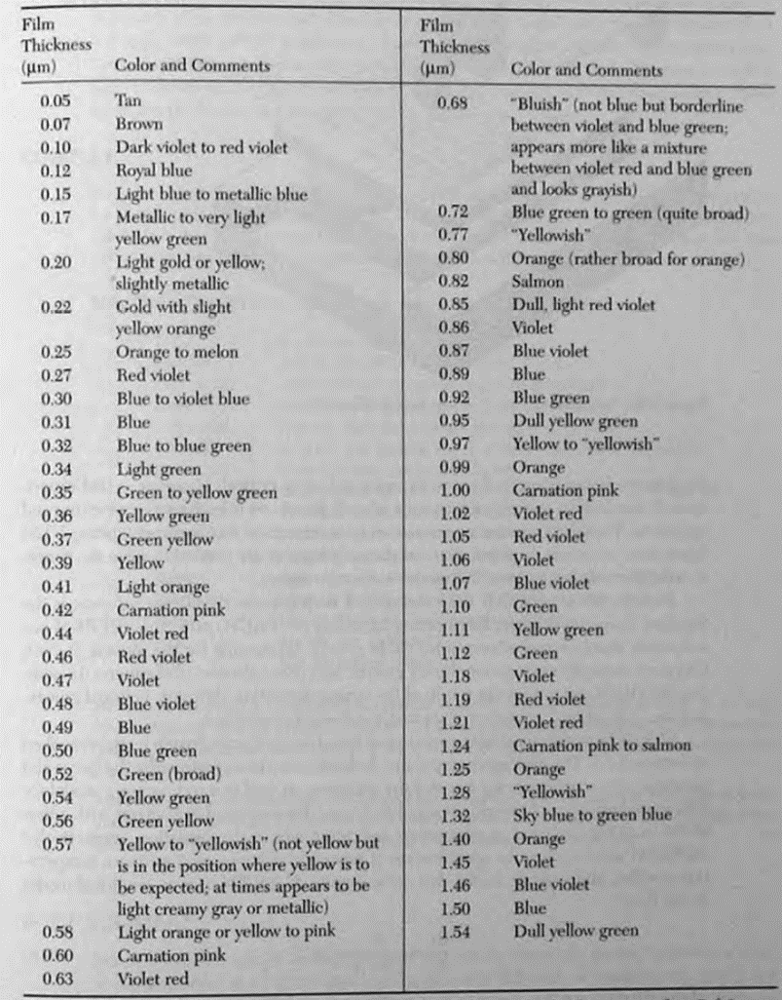 Film
Thickness
(μm) Color and Comments
0.05 Tan
0.07 Brown
0.10 Dark violet to red violet
0.12 Royal blue
0.15 Light blue to metallic blue
0.17 Metallic to very light
yellow green
0.20 Light gold or yellow;
slightly metallic
0.22 Gold with slight
yellow orange
0.25 Orange to melon
0.27 Red violet
0.30 Blue to violet blue
0.31 Blue
0.32 Blue to blue green
0.34 Light green
0.35 Green to yellow green
0.36 Yellow green
0.37 Green yellow
0.39 Yellow
0.41 Light orange
0.42 Carnation pink
0.44 Violet red
0.46 Red violet
0.47 Violet
0.48 Blue violet
0.49 Blue
0.50 Blue green
0.52 Green (broad)
0.54 Yellow green
0.56 Green yellow
0.57 Yellow to "yellowish" (not yellow but
is in the position where yellow is to
be expected; at times appears to be
light creamy gray or metallic)
0.58 Light orange or yellow to pink
0.60 Carnation pink
0.63 Violet red
Film
Thickness
(μm) Color and Comments
0.68 "Bluish" (not blue but borderline
between violet and blue green;
appears more like a mixture
between violet red and blue green
and looks grayish)
0.72 Blue green to green (quite broad)
0.77 "Yellowish"
0.80 Orange (rather broad for orange)
0.82 Salmon
0.85 Dull, light red violet
0.86 Violet
0.87 Blue violet
0.89 Blue
0.92 Blue green
0.95 Dull yellow green
0.97 Yellow to "yellowish"
0.99 Orange
1.00 Carnation pink
1.02 Violet red
1.05 Red violet
1.06 Violet
1.07 Blue violet
1.10 Green
1.11 Yellow green
1.12 Green
1.18 Violet
1.19 Red violet
1.21 Violet red
1.24 Carnation pink to salmon
1.25 Orange
1.28 "Yellowish"
1.32 Sky blue to green blue
1.40 Orange
1.45 Violet
1.46 Blue violet
1.50 Blue
1.54 Dull yellow green